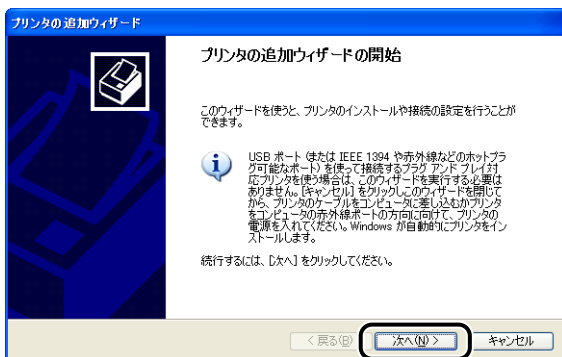 プリンタの追加ウィザード
プリンタの追加ウィザードの開始
このウィザードを使うと、プリンタのインストールや接続の設定を行うことが
できます。
USB ポート (または IEEE 1394 や赤外線などのホットプラ
グ可能なポート) を使って接続するプラグ アンド プレイ対
応プリンタを使う場合は、このウィザードを実行する必要は
ありません。[キャンセル] をクリックしこのウィザードを閉じて
から、プリンタのケーブルをコンピュータに差し込むかプリンタ
をコンピュータの赤外線ポートの方向に向けて、プリンタの
電源を入れてください。Windows が自動的にプリンタをイン
ストールします。
続行するには、[次へ] をクリックしてください。
< 戻る(B) 次へ(N) > キャンセル